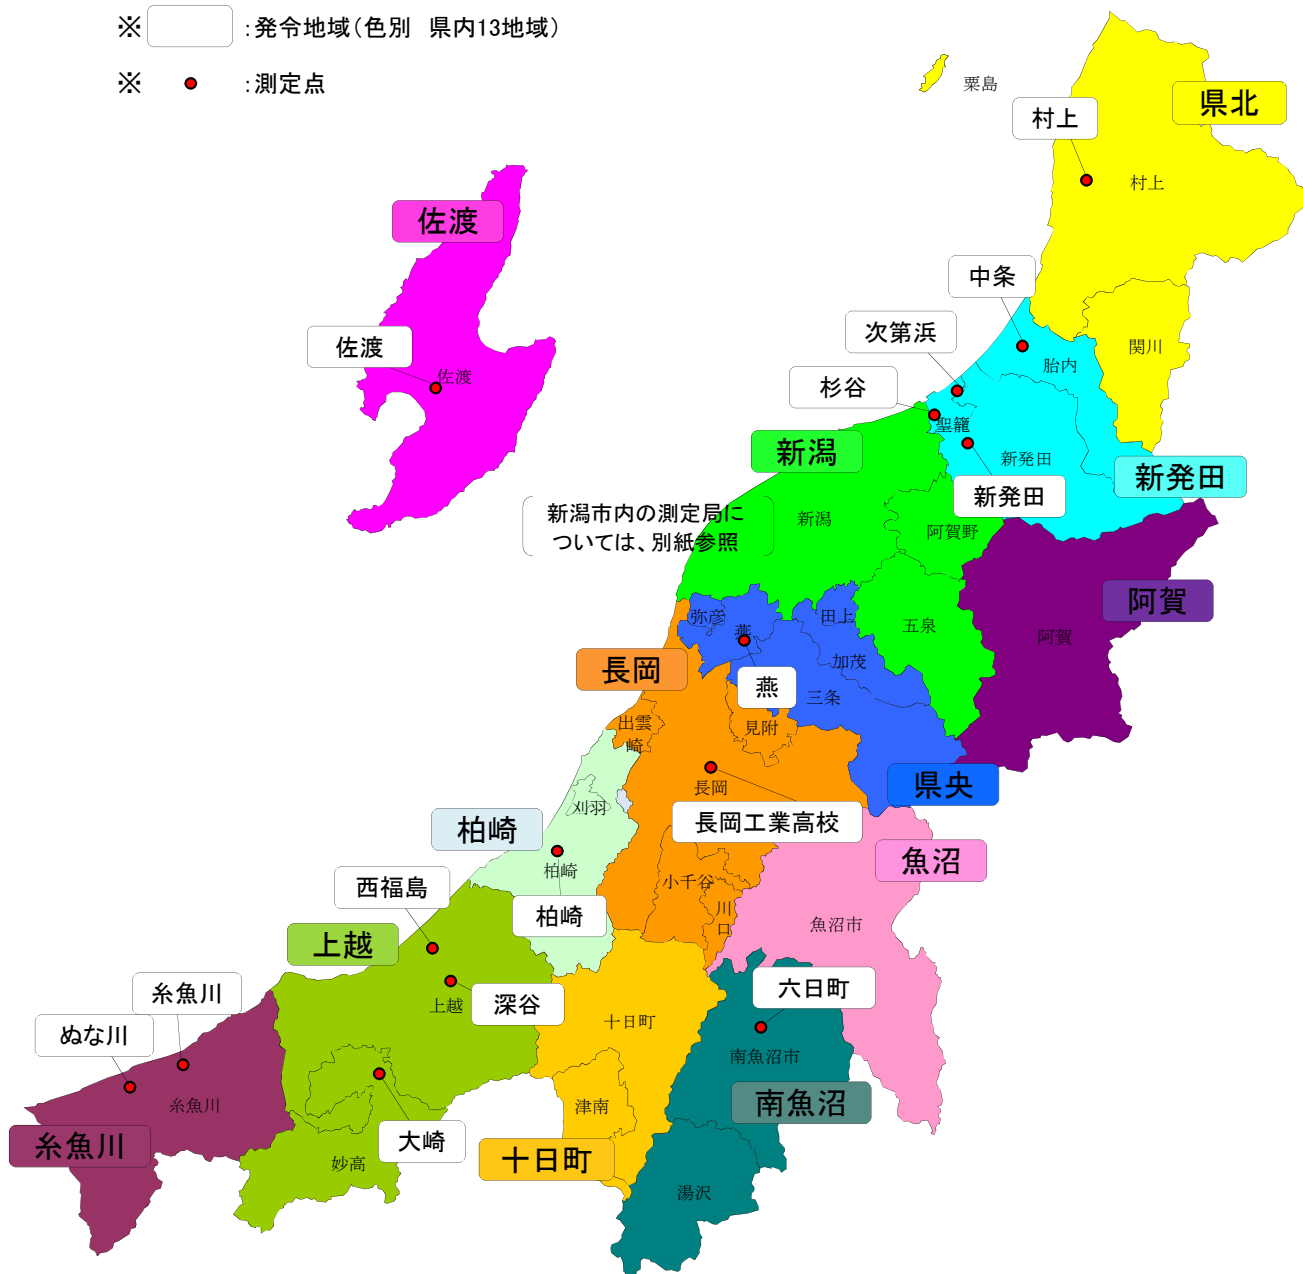 ※ :発令地域(色別　県内13地域)
※ :測定点
粟島
県北
村上
村上
佐渡
中条
次第浜
佐渡
関川
胎内
佐渡
杉谷
聖籠
新潟
新発田
新発田
新発田
新潟市内の測定局に
ついては、別紙参照
新潟
阿賀野
阿賀
弥彦
田上
燕
五泉
阿賀
長岡
加茂
燕
三条
出雲
崎
見附
長岡
県央
刈羽
長岡工業高校
柏崎
魚沼
柏崎
小千谷
西福島
川
口
柏崎
魚沼市
上越
糸魚川
六日町
深谷
上越
十日町
ぬな川
南魚沼市
糸魚川
津南
南魚沼
糸魚川
大崎
妙高
十日町
湯沢